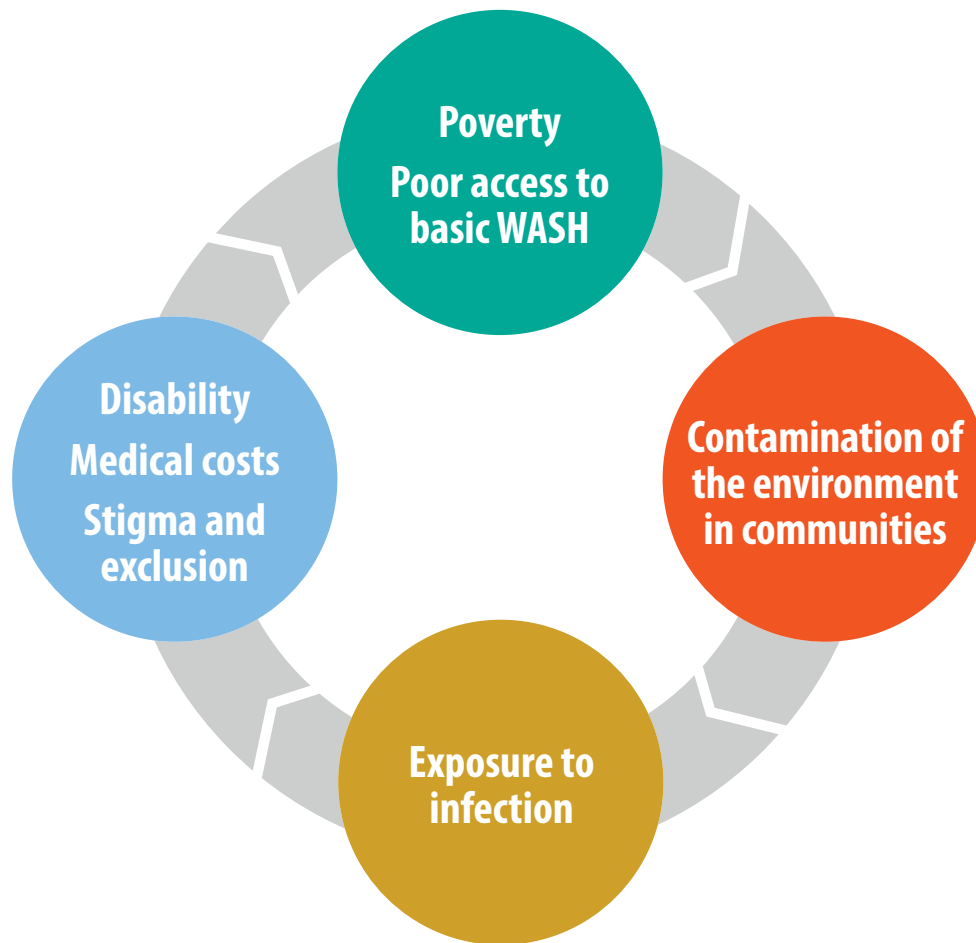 Poverty
Poor access to
basic WASH
Contamination of
the environment
in communities
Exposure to
infection
Disability
Medical costs
Stigma and
exclusion